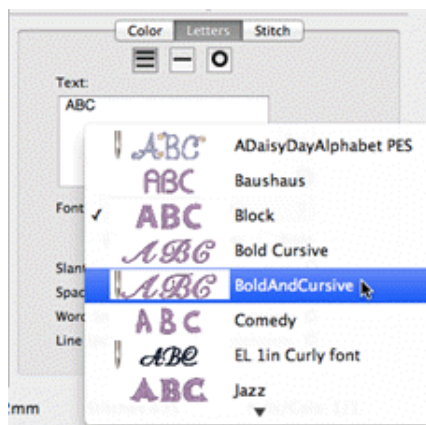 Color Letters Stitch
Text:
ABC
ABC ADaisyDayAlphabet PES
ABC Baushaus
Font
ABC Block
ABC Bold Cursive
Slant
ABC BoldAndCursive
Spac
ABC Comedy
Word
Line
ABC EL 1in Curly font
ABC Jazz
mm